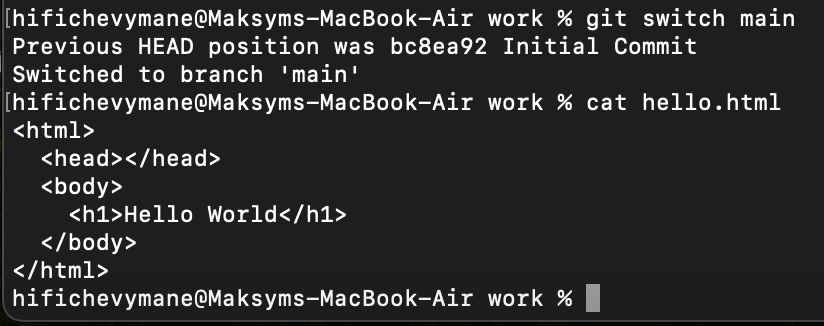 [hifichevymane@Maksyms-MacBook-Air work % git switch main
Previous HEAD position was bc8ea92 Initial Commit
Switched to branch 'main'
[hifichevymane@Maksyms-MacBook-Air work % cat hello.html
<html>
  <head></head>
  <body>
    <h1>Hello World</h1>
  </body>
</html>
hifichevymane@Maksyms-MacBook-Air work %